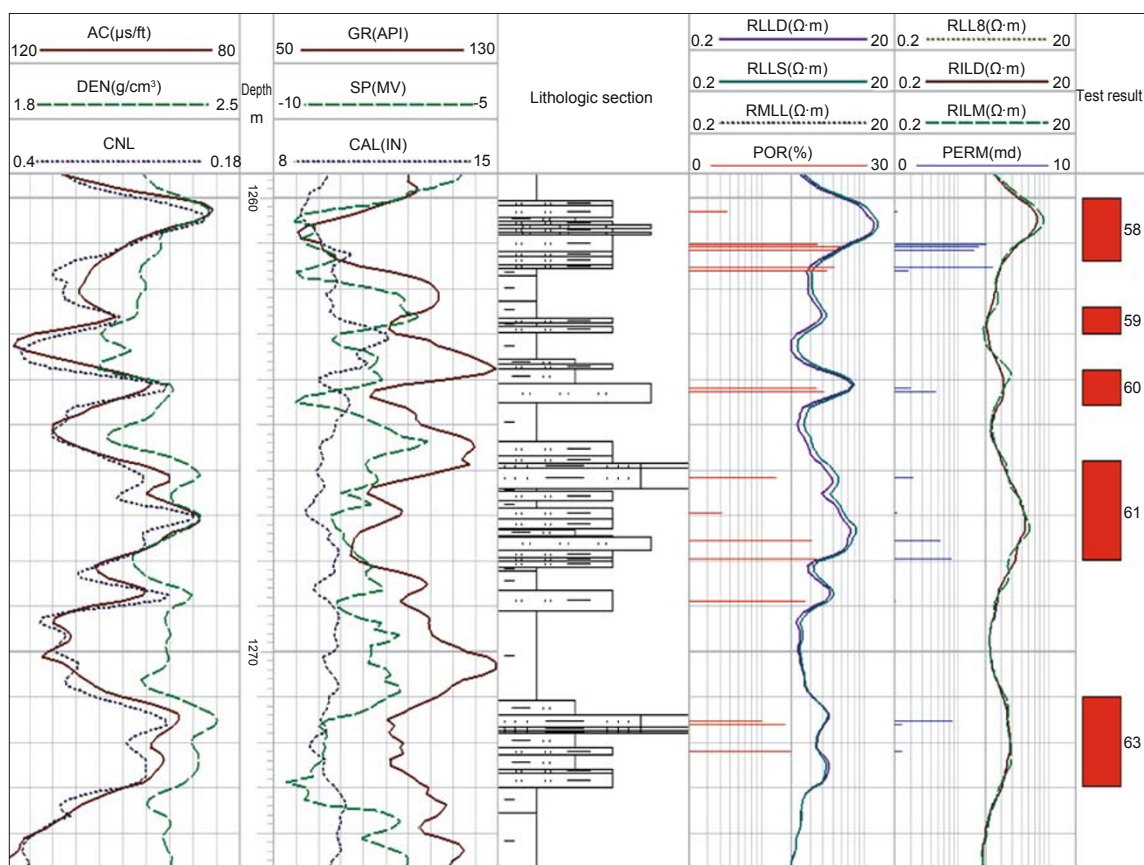 AC(μs/ft)
120 80
DEN(g/cm³)
1.8 2.5
CNL
0.4 0.18
Depth
m
GR(API)
50 130
SP(MV)
-10 -5
CAL(IN)
8 15
Lithologic section
RLLD(Ω·m)
0.2 20
RLLS(Ω·m)
0.2 20
RMLL(Ω·m)
0.2 20
POR(%)
0 30
RLL8(Ω·m)
0.2 20
RILD(Ω·m)
0.2 20
RILM(Ω·m)
0.2 20
PERM(md)
0 10
Test result
1260
1270
58
59
60
61
63